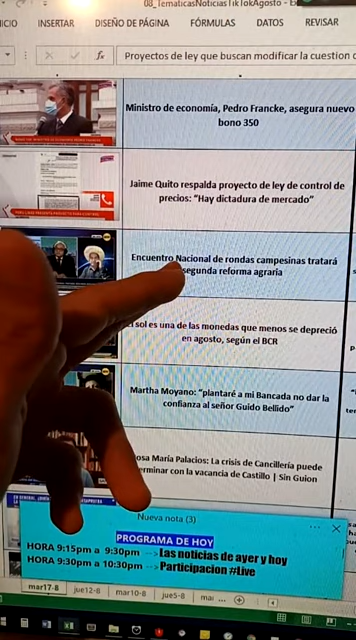 08_TematicasNoticiasTikTokAgosto - E
ICIO INSERTAR DISEÑO DE PÁGINA FÓRMULAS DATOS REVISAR
fx Proyectos de ley que buscan modificar la cuestion c
Ministro de economía, Pedro Francke, asegura nuevo
bono 350
Jaime Quito respalda proyecto de ley de control de
precios: "Hay dictadura de mercado"
Encuentro Nacional de rondas campesinas tratará
segunda reforma agraria
El sol es una de las monedas que menos se depreció
en agosto, según el BCR
Martha Moyano: "plantaré a mi Bancada no dar la
confianza al señor Guido Bellido"
osa María Palacios: La crisis de Cancillería puede
erminar con la vacancia de Castillo | Sin Guion
Nueva nota (3)
PROGRAMA DE HOY
HORA 9:15pm a 9:30pm --> Las noticias de ayer y hoy
HORA 9:30pm a 10:30pm --> Participacion #Live
mar17-8 jue12-8 mar10-8 jue5-8 mai ...